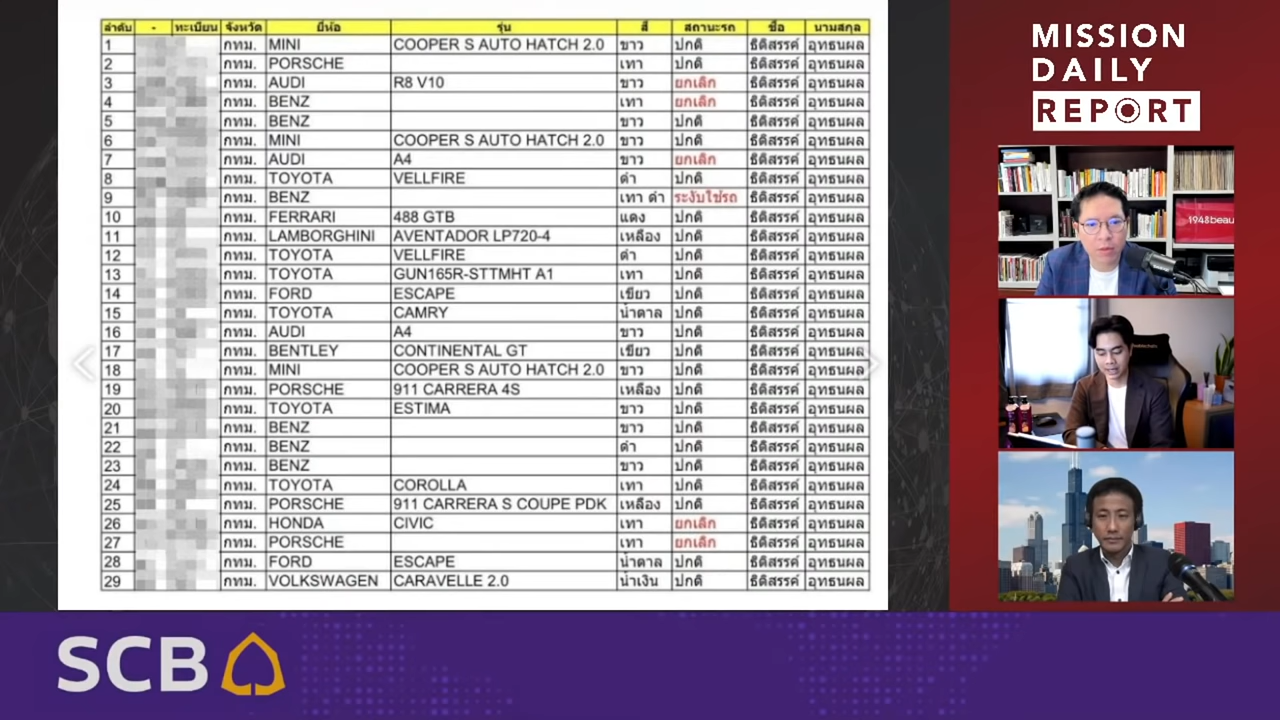 ลำดับ - ทะเบียน จังหวัด ยี่ห้อ รุ่น สี สถานะรถ ชื่อ นามสกุล
1 กทม. MINI COOPER S AUTO HATCH 2.0 ขาว ปกติ ธิติสรรค์ อุทธนผล
2 กทม. PORSCHE เทา ปกติ ธิติสรรค์ อุทธนผล
3 กทม. AUDI R8 V10 ขาว ยกเลิก ธิติสรรค์ อุทธนผล
4 กทม. BENZ เทา ยกเลิก ธิติสรรค์ อุทธนผล
5 กทม. BENZ ขาว ปกติ ธิติสรรค์ อุทธนผล
6 กทม. MINI COOPER S AUTO HATCH 2.0 ขาว ปกติ ธิติสรรค์ อุทธนผล
7 กทม. AUDI A4 ขาว ยกเลิก ธิติสรรค์ อุทธนผล
8 กทม. TOYOTA VELLFIRE ดำ ปกติ ธิติสรรค์ อุทธนผล
9 กทม. BENZ เทา ดำ ระงับใช้รถ ธิติสรรค์ อุทธนผล
10 กทม. FERRARI 488 GTB แดง ปกติ ธิติสรรค์ อุทธนผล
11 กทม. LAMBORGHINI AVENTADOR LP720-4 เหลือง ปกติ ธิติสรรค์ อุทธนผล
12 กทม. TOYOTA VELLFIRE ดำ ปกติ ธิติสรรค์ อุทธนผล
13 กทม. TOYOTA GUN165R-STTMHT A1 เทา ปกติ ธิติสรรค์ อุทธนผล
14 กทม. FORD ESCAPE เขียว ปกติ ธิติสรรค์ อุทธนผล
15 กทม. TOYOTA CAMRY น้ำตาล ปกติ ธิติสรรค์ อุทธนผล
16 กทม. AUDI A4 ขาว ปกติ ธิติสรรค์ อุทธนผล
17 กทม. BENTLEY CONTINENTAL GT เขียว ปกติ ธิติสรรค์ อุทธนผล
18 กทม. MINI COOPER S AUTO HATCH 2.0 ขาว ปกติ ธิติสรรค์ อุทธนผล
19 กทม. PORSCHE 911 CARRERA 4S เหลือง ปกติ ธิติสรรค์ อุทธนผล
20 กทม. TOYOTA ESTIMA ขาว ปกติ ธิติสรรค์ อุทธนผล
21 กทม. BENZ ขาว ปกติ ธิติสรรค์ อุทธนผล
22 กทม. BENZ ดำ ปกติ ธิติสรรค์ อุทธนผล
23 กทม. BENZ ขาว ปกติ ธิติสรรค์ อุทธนผล
24 กทม. TOYOTA COROLLA เทา ปกติ ธิติสรรค์ อุทธนผล
25 กทม. PORSCHE 911 CARRERA S COUPE PDK เหลือง ปกติ ธิติสรรค์ อุทธนผล
26 กทม. HONDA CIVIC เทา ยกเลิก ธิติสรรค์ อุทธนผล
27 กทม. PORSCHE เทา ยกเลิก ธิติสรรค์ อุทธนผล
28 กทม. FORD ESCAPE น้ำตาล ปกติ ธิติสรรค์ อุทธนผล
29 กทม. VOLKSWAGEN CARAVELLE 2.0 น้ำเงิน ปกติ ธิติสรรค์ อุทธนผล
MISSION
DAILY
REPORT
SCB